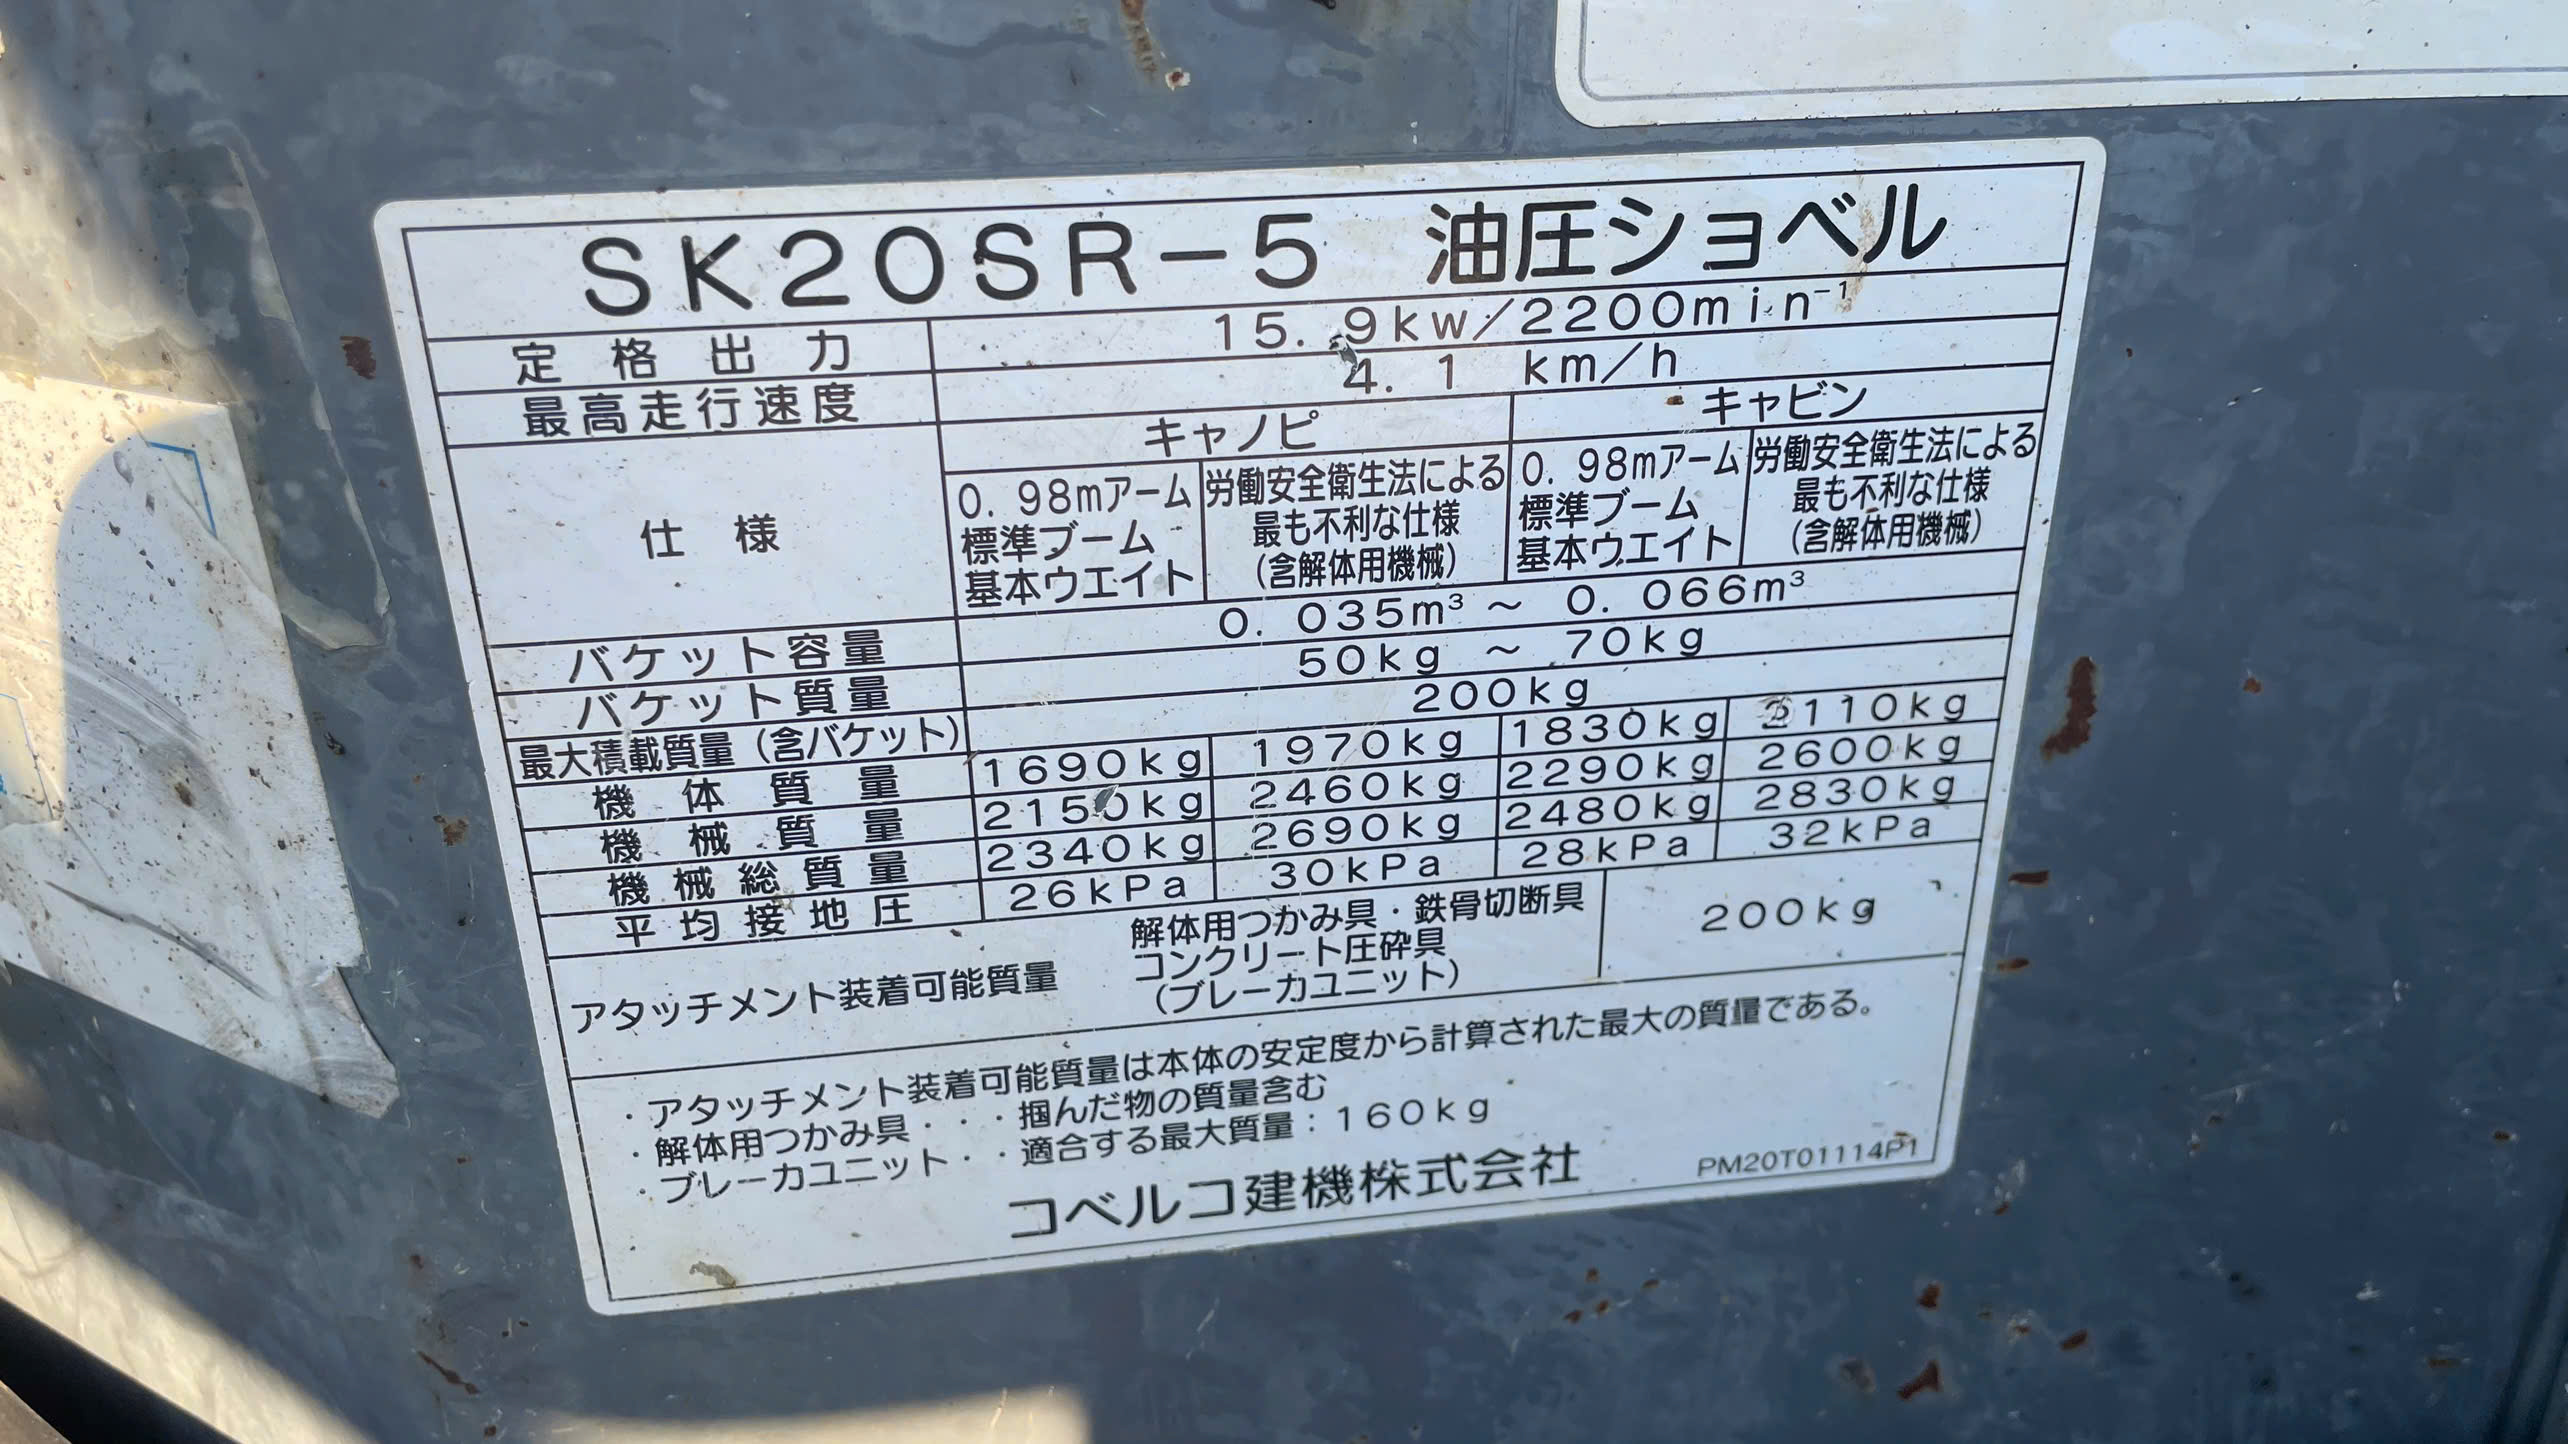 SK20SR-5 油圧ショベル
定格出力 15.9kw/2200min⁻¹
最高走行速度 4.1 km/h
仕様 キャノピ キャビン
0.98mアーム 労働安全衛生法による 0.98mアーム 労働安全衛生法による
標準ブーム 最も不利な仕様 標準ブーム 最も不利な仕様
基本ウエイト (含解体用機械) 基本ウエイト (含解体用機械)
バケット容量 0.035m³ ～ 0.066m³
バケット質量 50kg ～ 70kg
最大積載質量(含バケット) 200kg
機体質量 1690kg 1970kg 1830kg 2110kg
機械質量 2150kg 2460kg 2290kg 2600kg
機械総質量 2340kg 2690kg 2480kg 2830kg
平均接地圧 26kPa 30kPa 28kPa 32kPa
アタッチメント装着可能質量 解体用つかみ具・鉄骨切断具 200kg
コンクリート圧砕具
(ブレーカユニット)
・アタッチメント装着可能質量は本体の安定度から計算された最大の質量である。
・解体用つかみ具・・・掴んだ物の質量含む
・ブレーカユニット・・適合する最大質量：160kg
コベルコ建機株式会社 PM20T01114P1